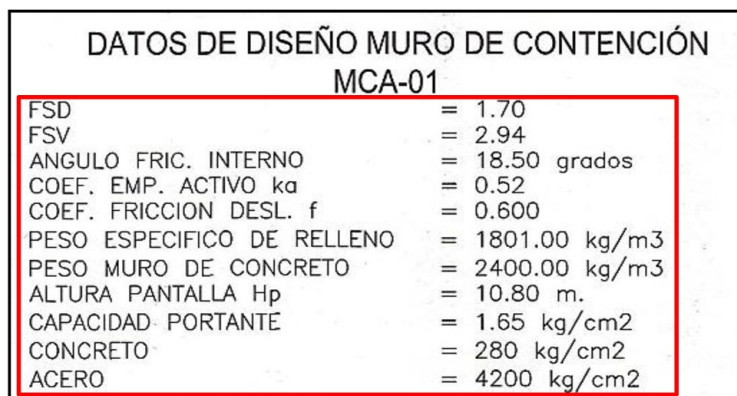 DATOS DE DISEÑO MURO DE CONTENCIÓN
MCA-01
FSD = 1.70
FSV = 2.94
ANGULO FRIC. INTERNO = 18.50 grados
COEF. EMP. ACTIVO ka = 0.52
COEF. FRICCION DESL. f = 0.600
PESO ESPECIFICO DE RELLENO = 1801.00 kg/m3
PESO MURO DE CONCRETO = 2400.00 kg/m3
ALTURA PANTALLA Hp = 10.80 m.
CAPACIDAD PORTANTE = 1.65 kg/cm2
CONCRETO = 280 kg/cm2
ACERO = 4200 kg/cm2